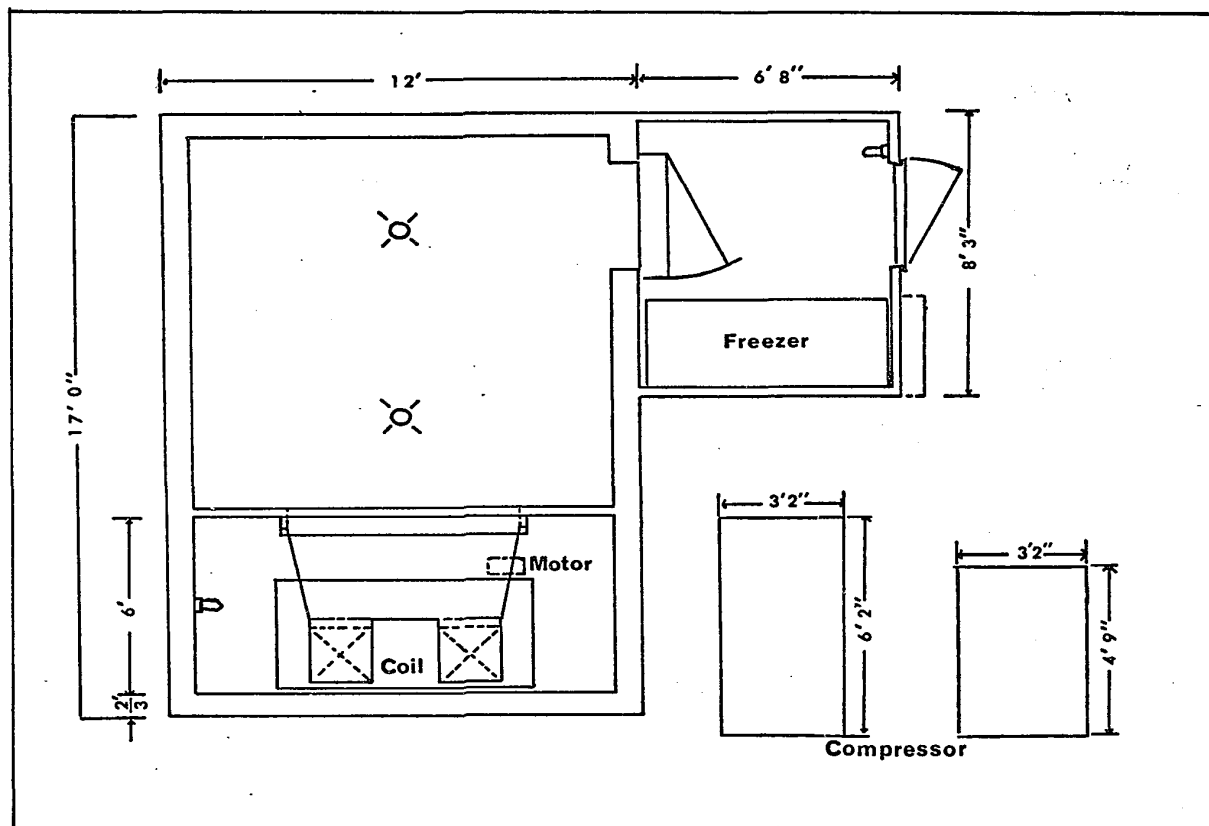 12'
6' 8"
17' 0"
8' 3"
Freezer
3'2"
3'2"
Motor
6'
6' 2"
4' 9"
Coil
2'/3
Compressor